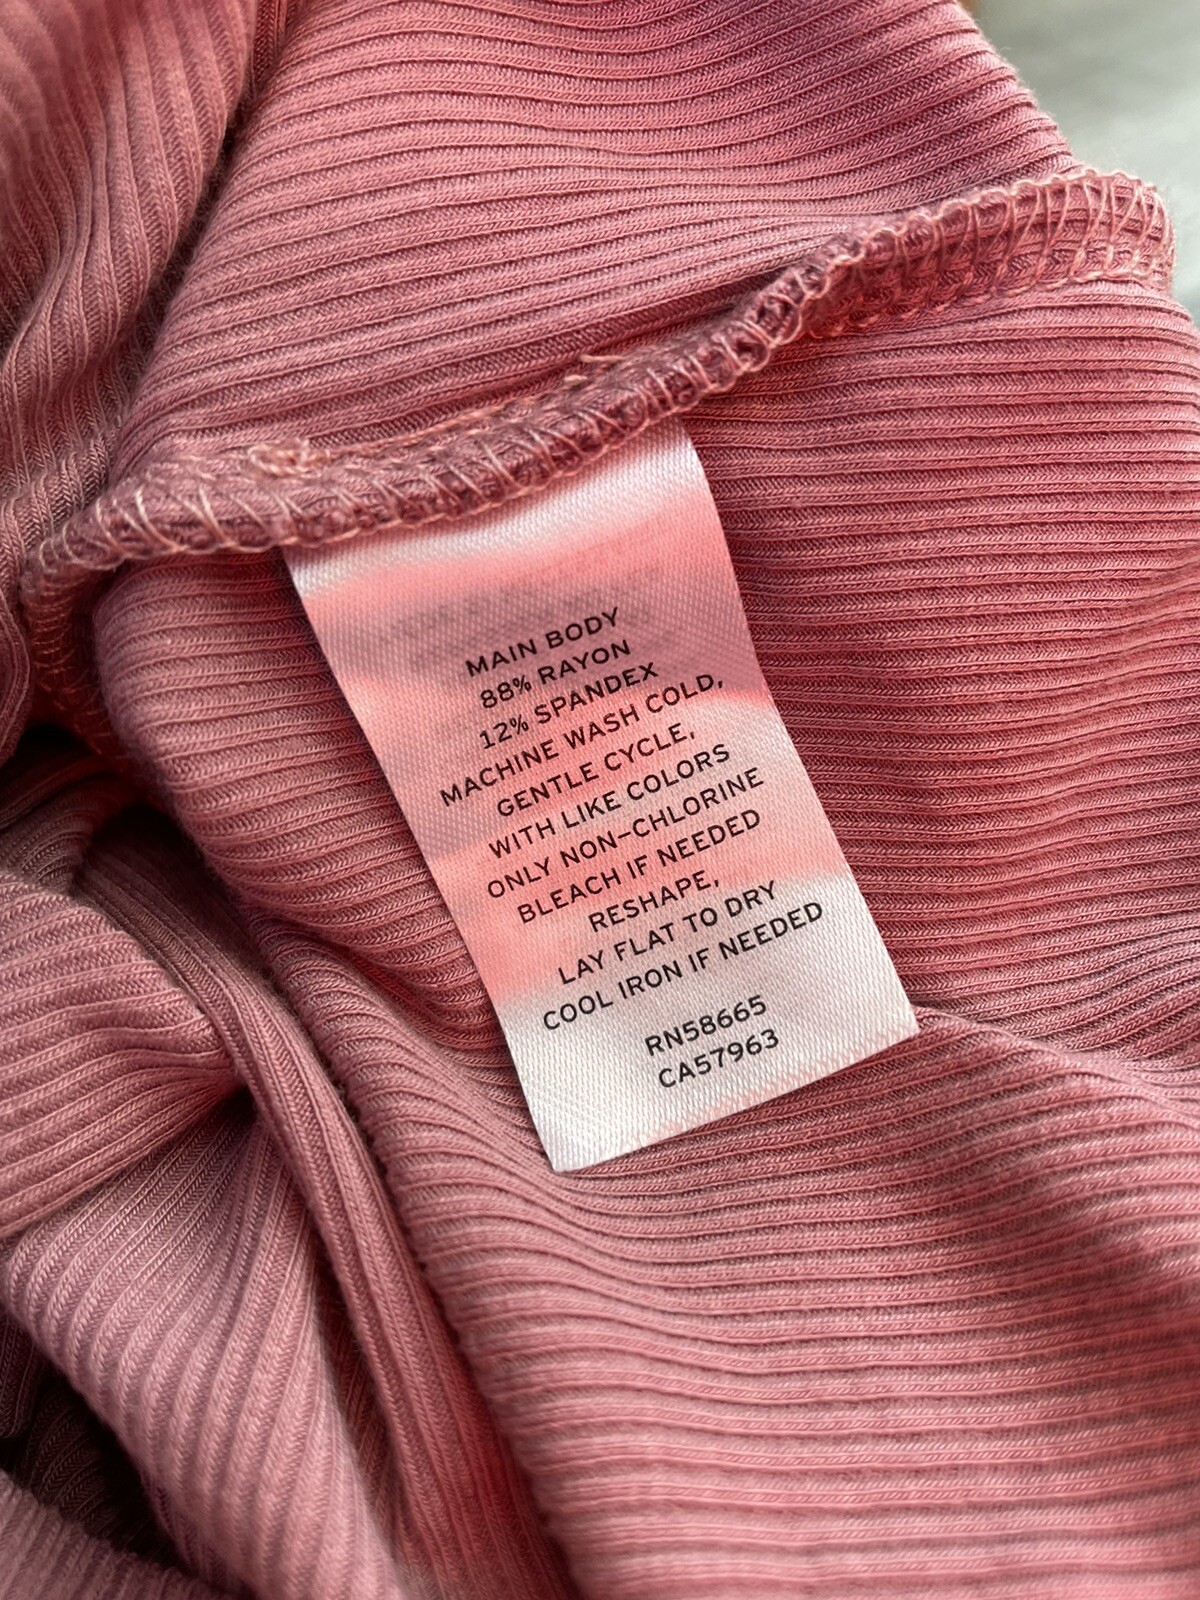 MAIN BODY
88% RAYON
12% SPANDEX
MACHINE WASH COLD,
GENTLE CYCLE,
WITH LIKE COLORS
ONLY NON-CHLORINE
BLEACH IF NEEDED
RESHAPE,
LAY FLAT TO DRY
COOL IRON IF NEEDED
RN58665
CA57963